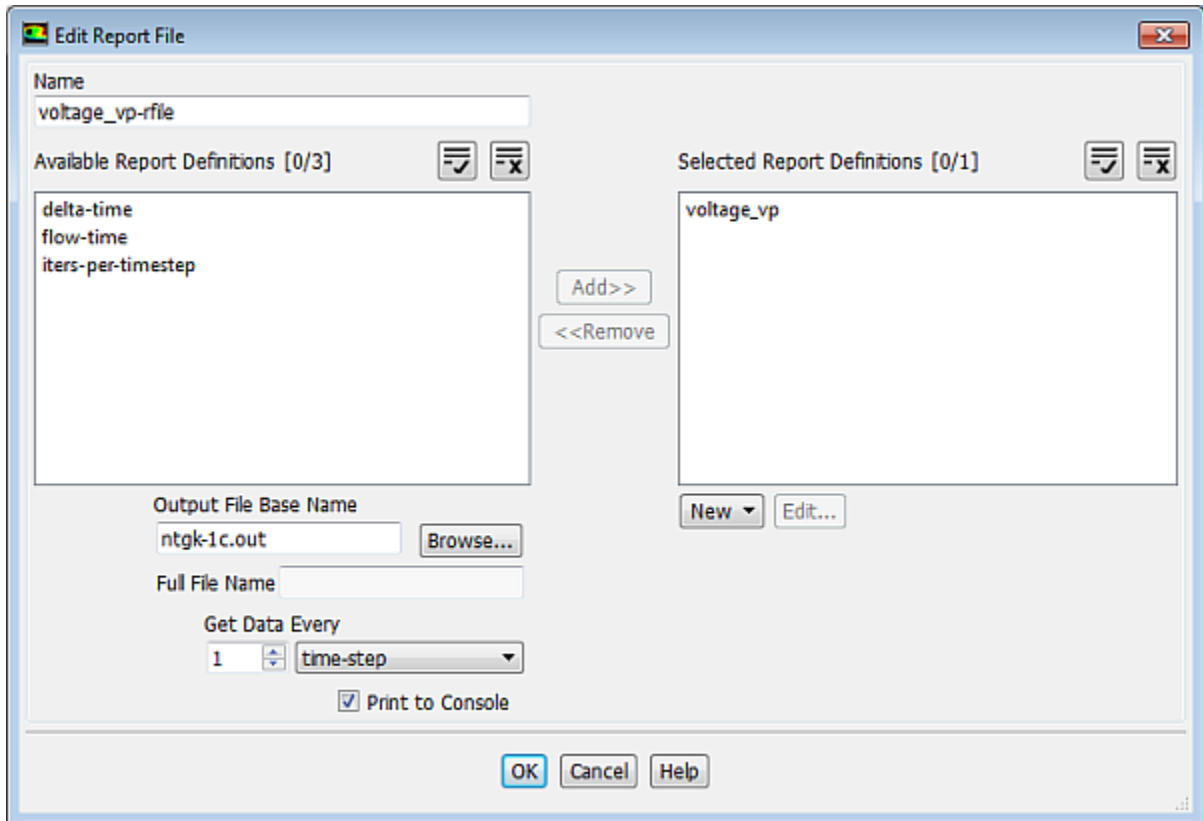 Edit Report File
Name
voltage_vp-rfile
Available Report Definitions [0/3]
delta-time
flow-time
iters-per-timestep
Add>>
<<Remove
Selected Report Definitions [0/1]
voltage_vp
New
Edit...
Output File Base Name
ntgk-1c.out
Browse...
Full File Name
Get Data Every
1
time-step
Print to Console
OK
Cancel
Help